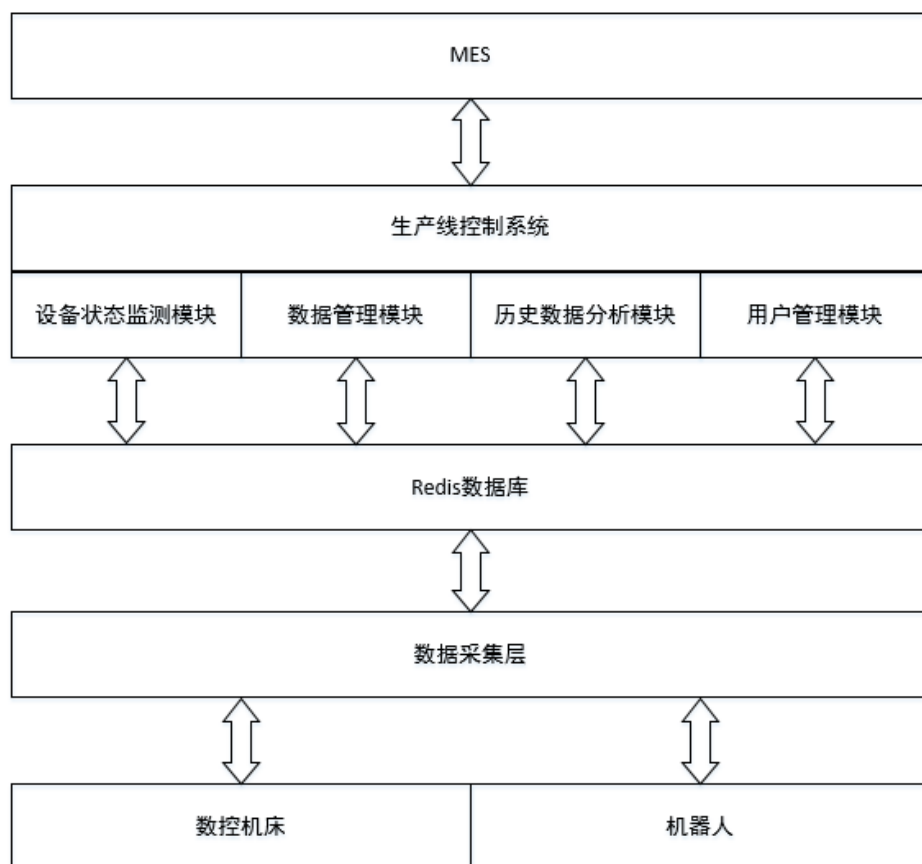 MES
生产线控制系统
设备状态监测模块 数据管理模块 历史数据分析模块 用户管理模块
Redis数据库
数据采集层
数控机床 机器人